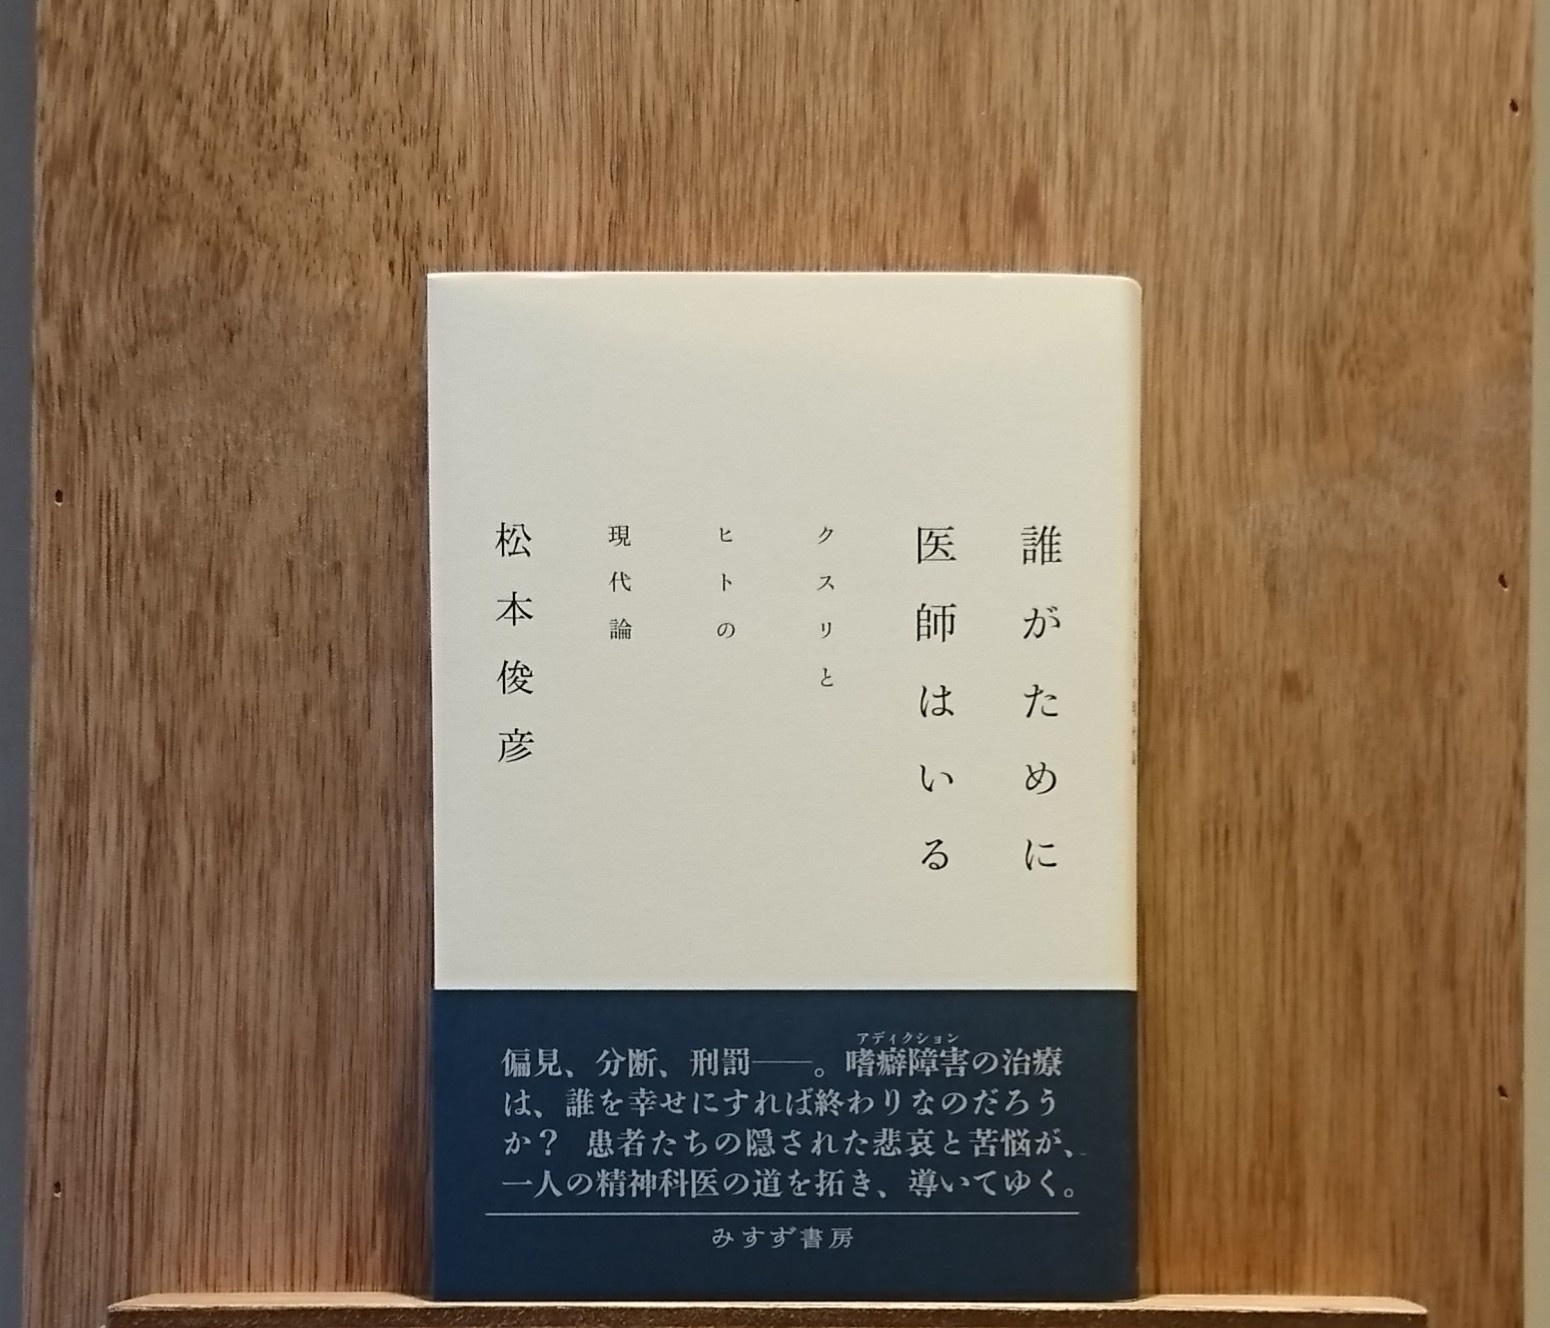 誰がために
医師はいる
クスリと
ヒトの
現代論
松本俊彦
アディクション
偏見、分断、刑罰――。嗜癖障害の治療
は、誰を幸せにすれば終わりなのだろう
か？ 患者たちの隠された悲哀と苦悩が、
一人の精神科医の道を拓き、導いてゆく。
みすず書房